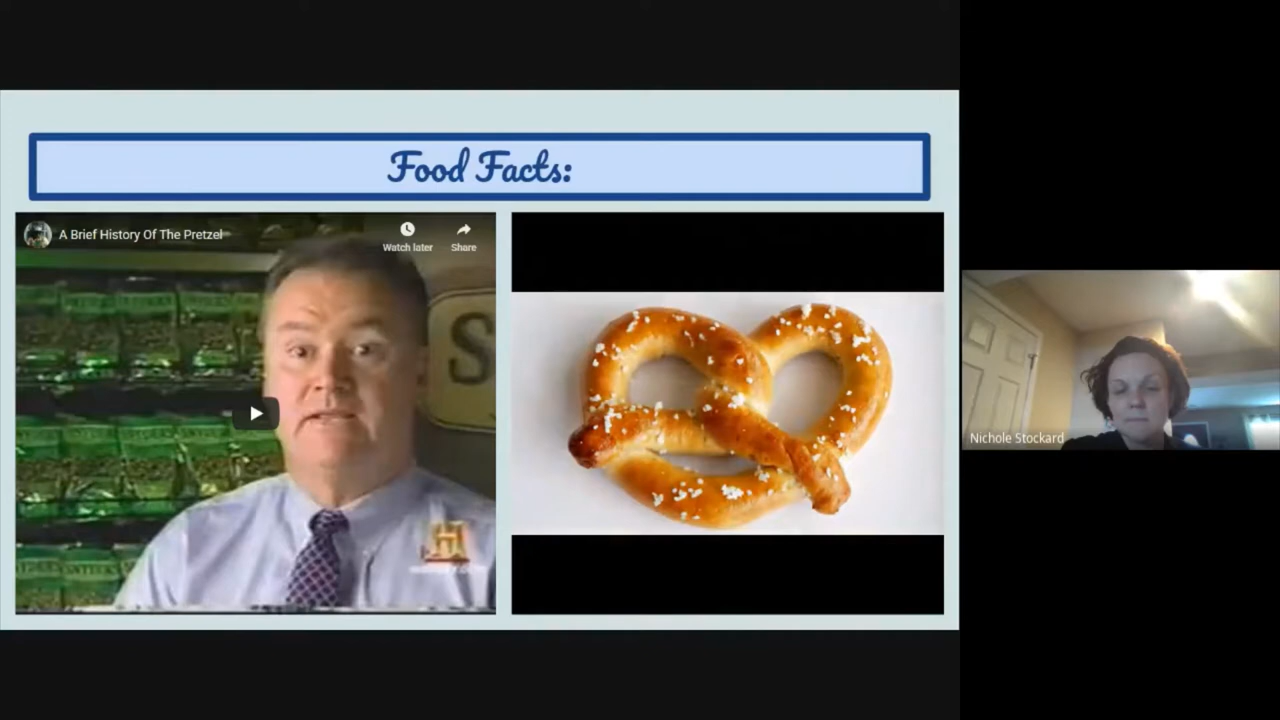 Food Facts:
A Brief History Of The Pretzel
Watch later
Share
S
H
Nichole Stockard